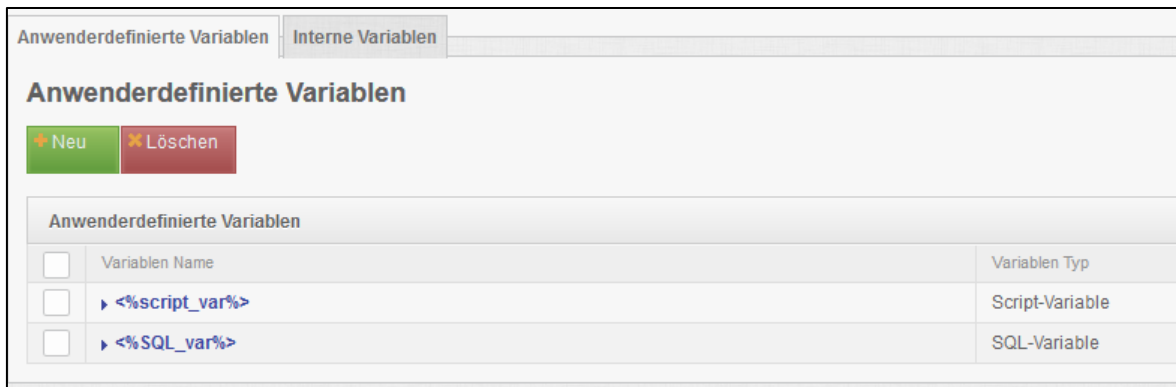 Anwenderdefinierte Variablen Interne Variablen
Anwenderdefinierte Variablen
Neu Löschen
Anwenderdefinierte Variablen
Variablen Name Variablen Typ
<%script_var%> Script-Variable
<%SQL_var%> SQL-Variable